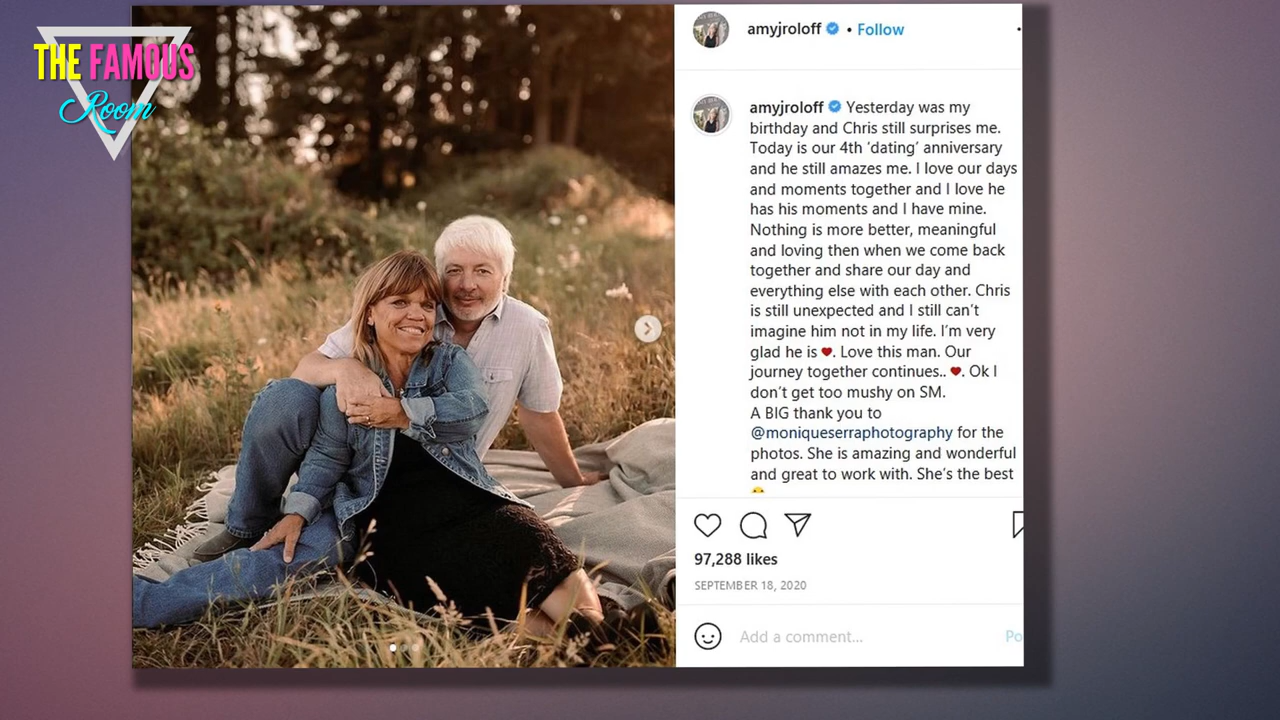 THE FAMOUS
Room
amyjroloff • Follow
amyjroloff Yesterday was my
birthday and Chris still surprises me.
Today is our 4th ‘dating’ anniversary
and he still amazes me. I love our days
and moments together and I love he
has his moments and I have mine.
Nothing is more better, meaningful
and loving then when we come back
together and share our day and
everything else with each other. Chris
is still unexpected and I still can’t
imagine him not in my life. I’m very
glad he is ❤. Love this man. Our
journey together continues.. ❤. Ok I
don’t get too mushy on SM.
A BIG thank you to
@moniqueserraphotography for the
photos. She is amazing and wonderful
and great to work with. She’s the best
97,288 likes
SEPTEMBER 18, 2020
Add a comment... Po